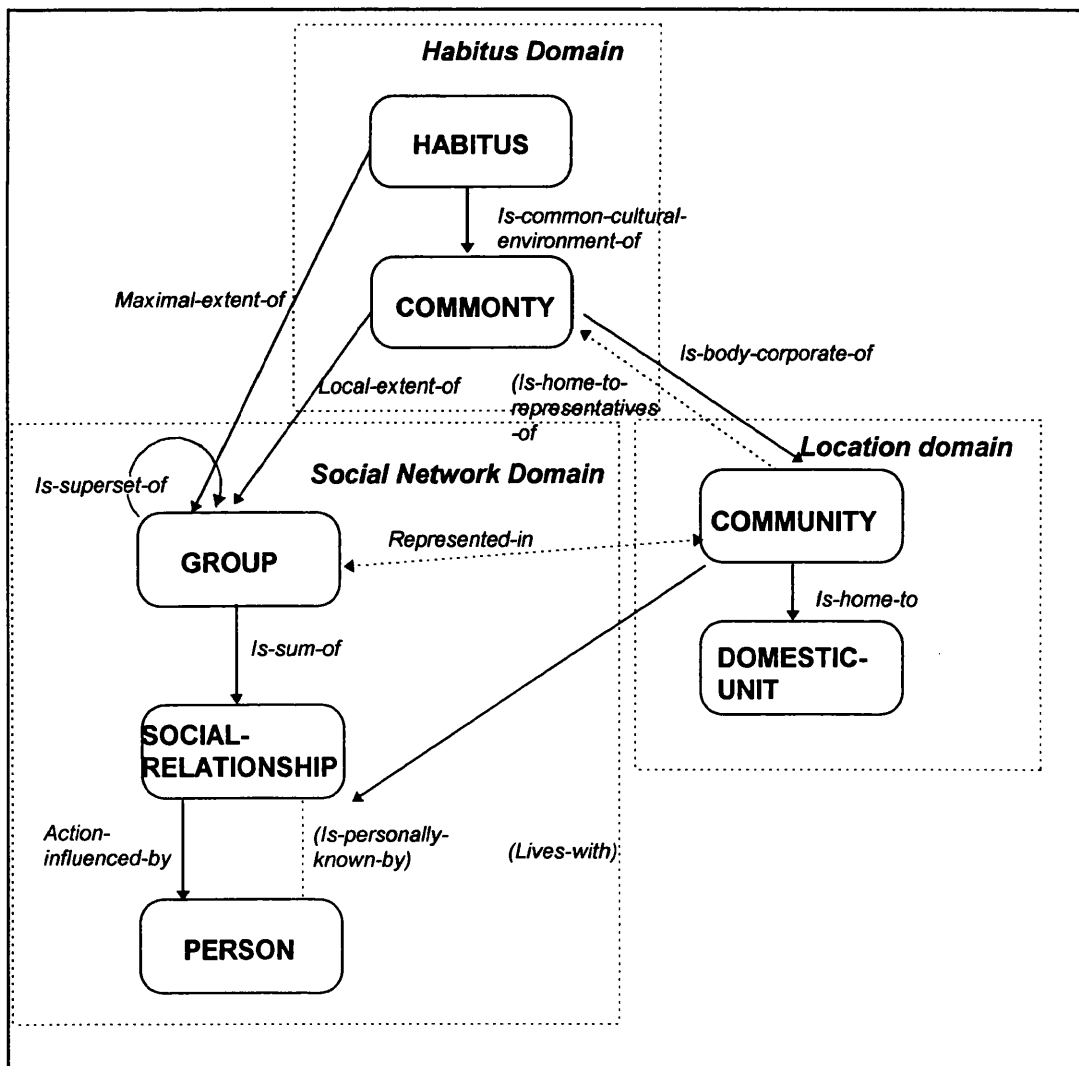 Habitus Domain
HABITUS
Is-common-cultural-
environment-of
Maximal-extent-of
COMMONTY
Is-body-corporate-of
Local-extent-of
(Is-home-to-
representatives
-of
Location domain
Is-superset-of
Social Network Domain
COMMUNITY
GROUP
Represented-in
Is-home-to
Is-sum-of
DOMESTIC-
UNIT
SOCIAL-
RELATIONSHIP
Action-
influenced-by
(Is-personally-
known-by)
(Lives-with)
PERSON